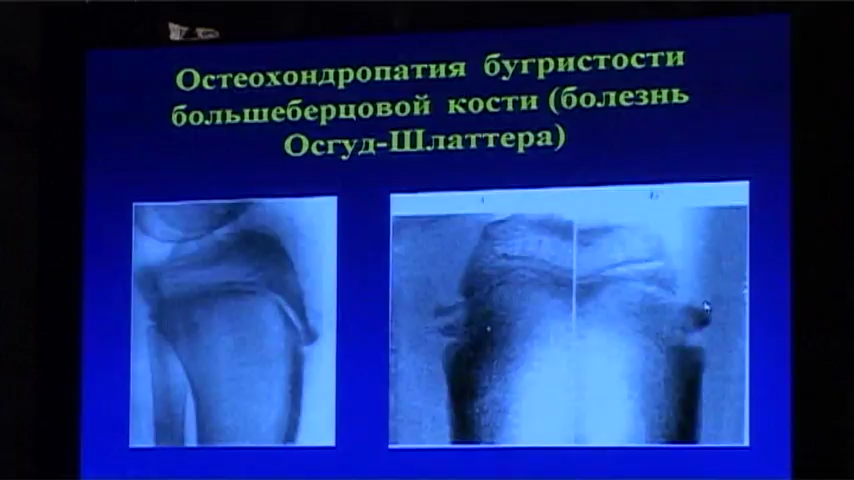 Остеохондропатия бугристости
большеберцовой кости (болезнь
Осгуд-Шлаттера)